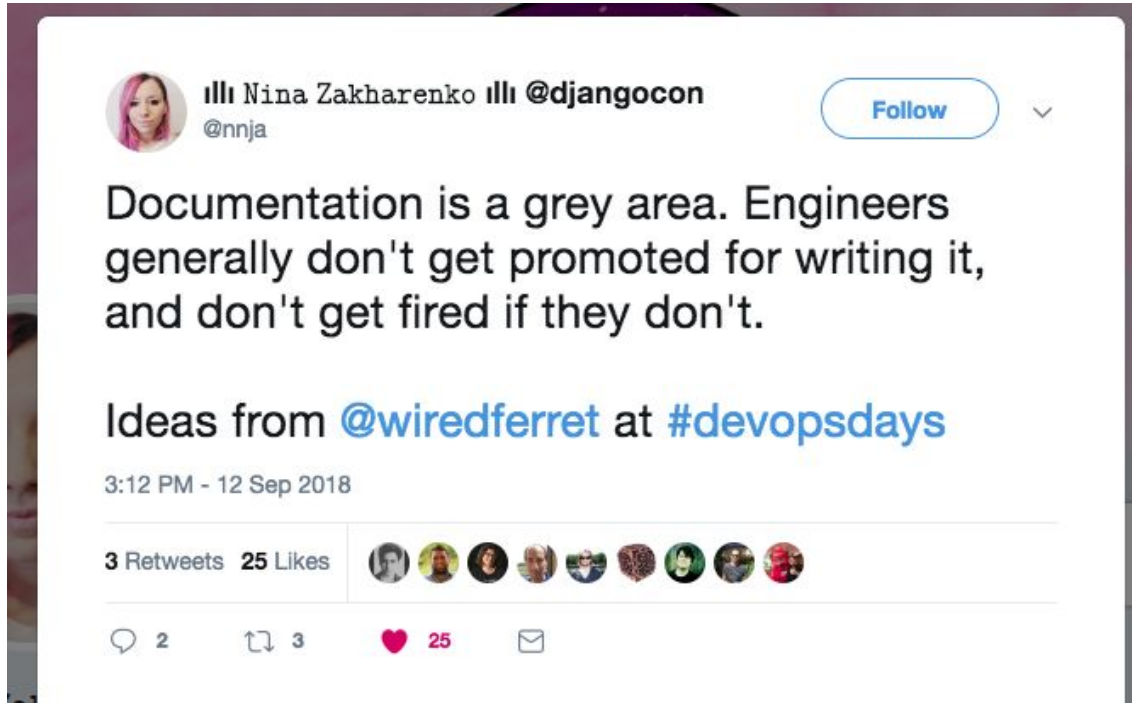 Nina Zakharenko @djangocon
@nnja
Follow
Documentation is a grey area. Engineers
generally don't get promoted for writing it,
and don't get fired if they don't.
Ideas from @wiredferret at #devopsdays
3:12 PM - 12 Sep 2018
3 Retweets 25 Likes
2 3 25